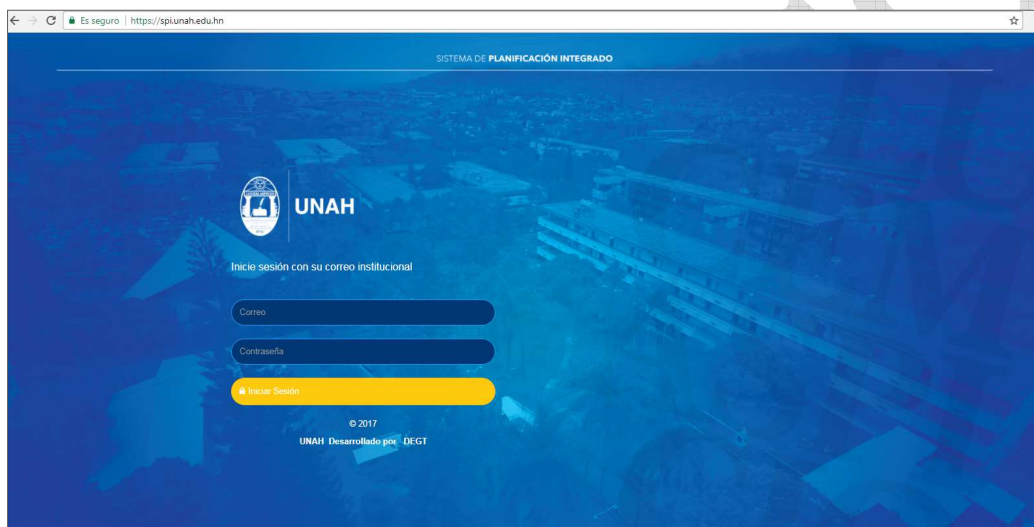 Es seguro | https://spi.unah.edu.hn
SISTEMA DE PLANIFICACIÓN INTEGRADO
UNAH
Inicie sesión con su correo institucional
Correo
Contraseña
Iniciar Sesión
© 2017
UNAH Desarrollado por DEGT